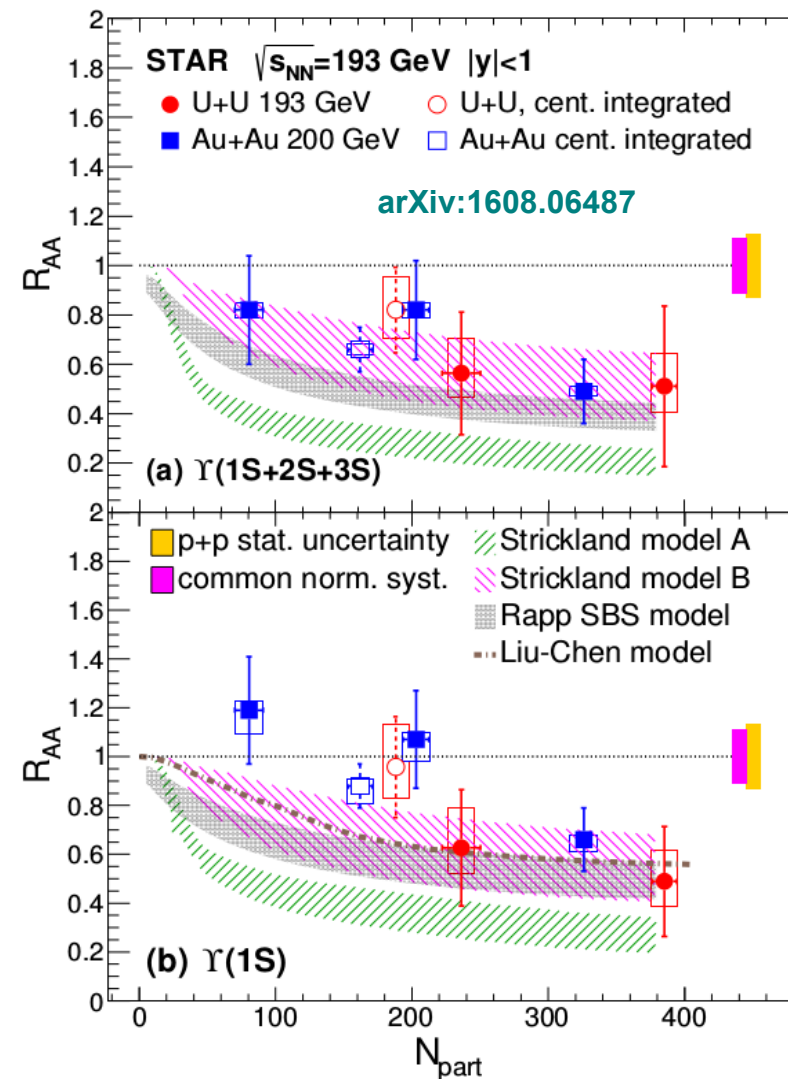 STAR √sNN=193 GeV |y|<1
U+U 193 GeV
U+U, cent. integrated
Au+Au 200 GeV
Au+Au cent. integrated
arXiv:1608.06487
RAA
2
1.8
1.6
1.4
1.2
1
0.8
0.6
0.4
0.2
(a) ϒ(1S+2S+3S)
p+p stat. uncertainty
common norm. syst.
Strickland model A
Strickland model B
Rapp SBS model
Liu-Chen model
RAA
2
1.8
1.6
1.4
1.2
1
0.8
0.6
0.4
0.2
0
(b) ϒ(1S)
0 100 200 300 400
Npart